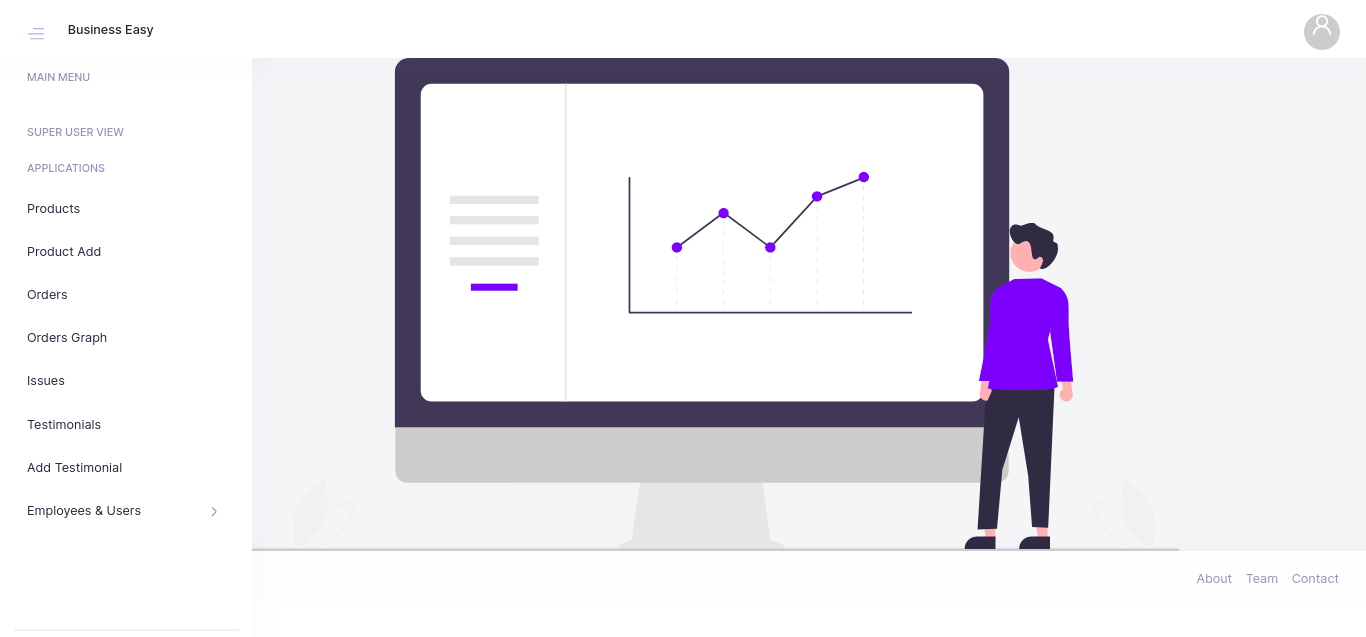 Business Easy
MAIN MENU
SUPER USER VIEW
APPLICATIONS
Products
Product Add
Orders
Orders Graph
Issues
Testimonials
Add Testimonial
Employees & Users
About Team Contact